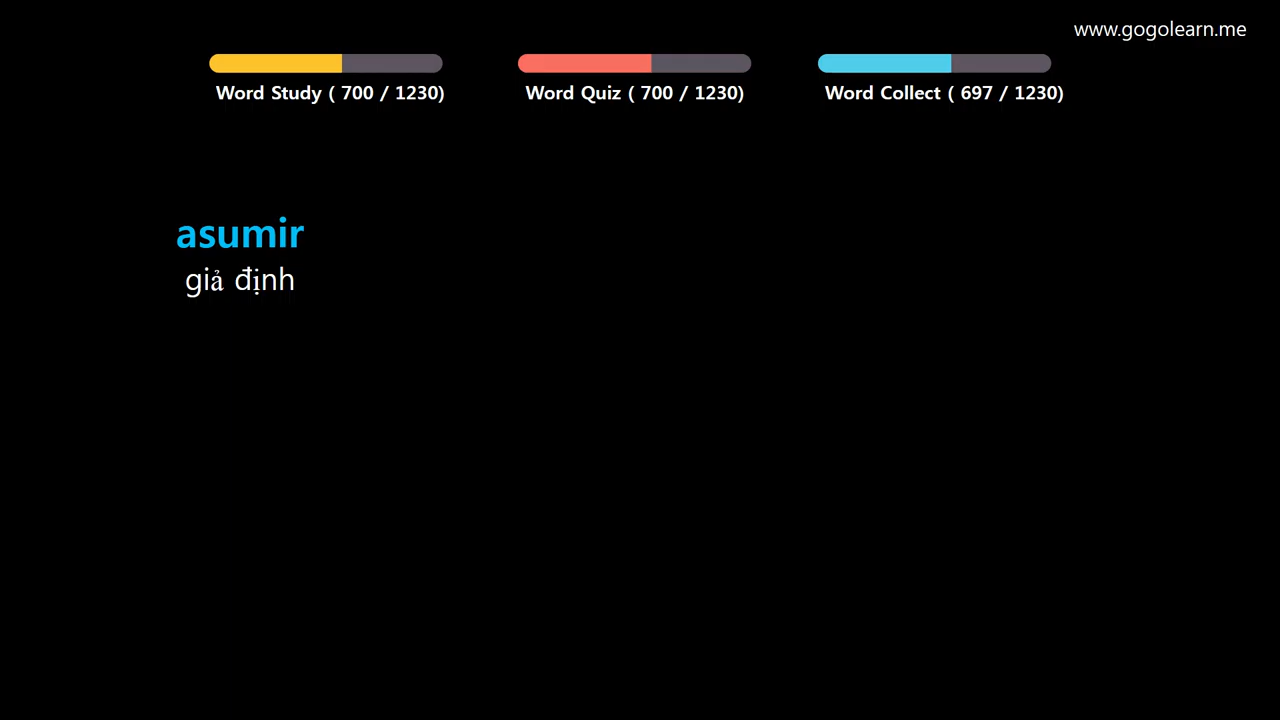 www.gogolearn.me
Word Study ( 700 / 1230)
Word Quiz ( 700 / 1230)
Word Collect ( 697 / 1230)
asumir
giả định